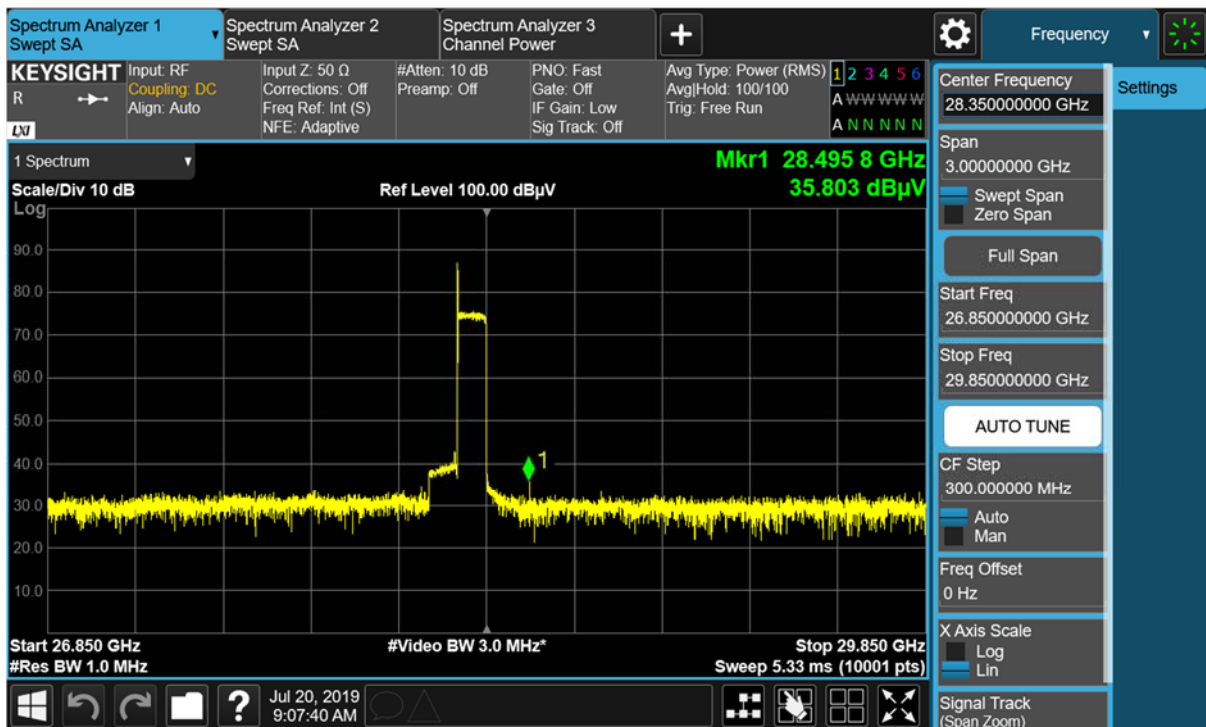 Spectrum Analyzer 1
Swept SA
Spectrum Analyzer 2
Swept SA
Spectrum Analyzer 3
Channel Power
+
Frequency
KEYSIGHT
R
LXI
Input: RF
Coupling: DC
Align: Auto
Input Z: 50 Ω
Corrections: Off
Freq Ref: Int (S)
NFE: Adaptive
#Atten: 10 dB
Preamp: Off
PNO: Fast
Gate: Off
IF Gain: Low
Sig Track: Off
Avg Type: Power (RMS)
Avg|Hold: 100/100
Trig: Free Run
1 2 3 4 5 6
A W W W W W
A N N N N N
1 Spectrum
Scale/Div 10 dB
Log
Ref Level 100.00 dBµV
Mkr1 28.495 8 GHz
35.803 dBµV
90.0
80.0
70.0
60.0
50.0
40.0
30.0
20.0
10.0
1
Start 26.850 GHz
#Res BW 1.0 MHz
#Video BW 3.0 MHz*
Stop 29.850 GHz
Sweep 5.33 ms (10001 pts)
Center Frequency
28.350000000 GHz
Settings
Span
3.00000000 GHz
Swept Span
Zero Span
Full Span
Start Freq
26.850000000 GHz
Stop Freq
29.850000000 GHz
AUTO TUNE
CF Step
300.000000 MHz
Auto
Man
Freq Offset
0 Hz
X Axis Scale
Log
Lin
Signal Track
(Span Zoom)
?
Jul 20, 2019
9:07:40 AM